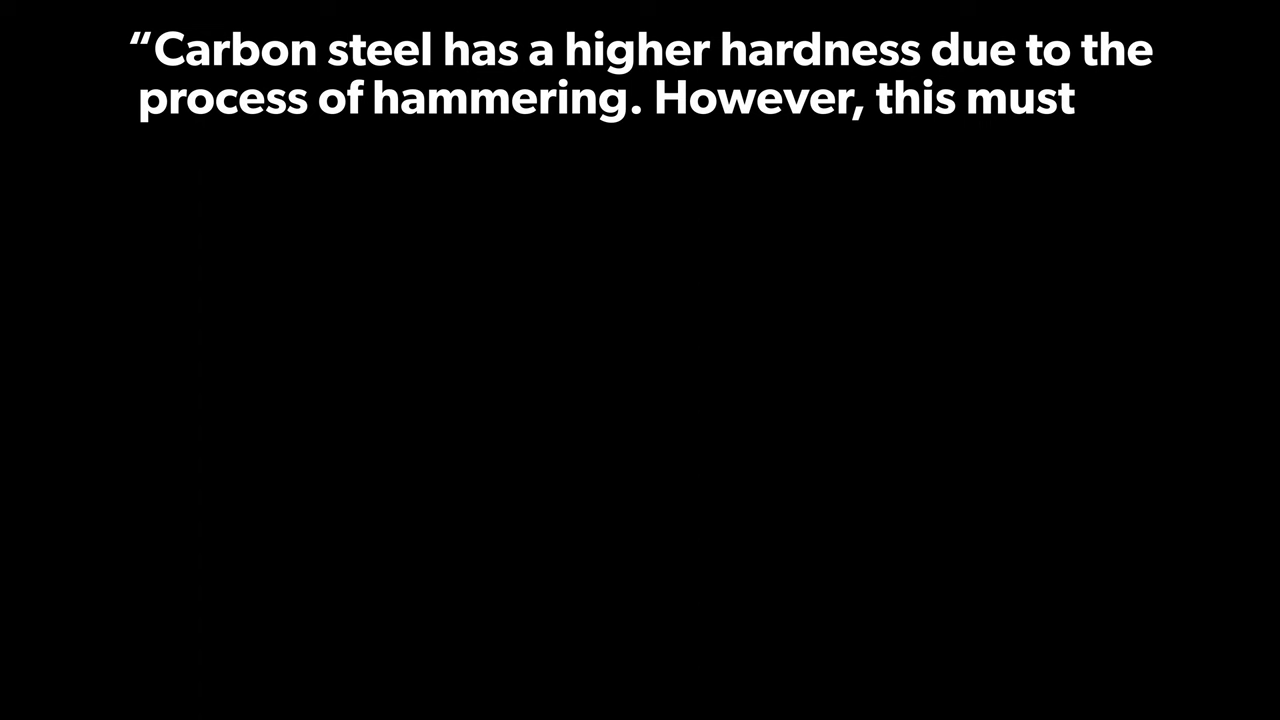 “Carbon steel has a higher hardness due to the
process of hammering. However, this must